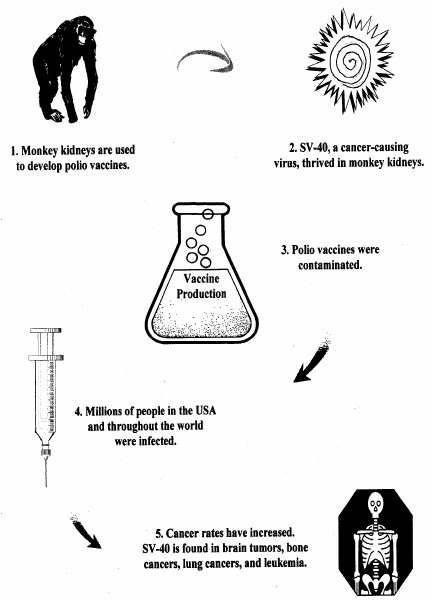 1. Monkey kidneys are used
to develop polio vaccines.
2. SV-40, a cancer-causing
virus, thrived in monkey kidneys.
3. Polio vaccines were
contaminated.
Vaccine
Production
4. Millions of people in the USA
and throughout the world
were infected.
5. Cancer rates have increased.
SV-40 is found in brain tumors, bone
cancers, lung cancers, and leukemia.